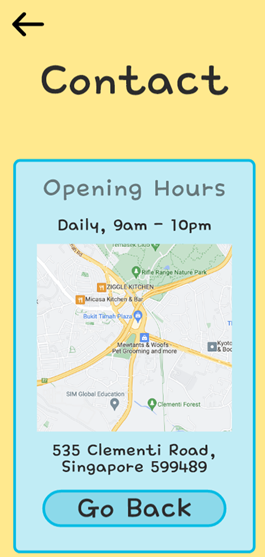 Contact
Opening Hours
Daily, 9am - 10pm
Rifle Range Nature Park
ZIGGLE KITCHEN
Micasa Kitchen & Bar
Bukit Timah Plaza
Mewtants & Woofs
Pet Grooming and more
Kyoto
& Boo
SIM Global Education
Clementi Forest
535 Clementi Road,
Singapore 599489
Go Back